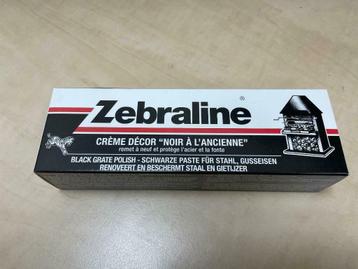 Zebraline®
CRÈME DÉCOR "NOIR À L'ANCIENNE"
remet à neuf et protège l'acier et la fonte
BLACK GRATE POLISH - SCHWARZE PASTE FÜR STAHL, GUSSEISEN
RENOVEERT EN BESCHERMT STAAL EN GIETIJZER